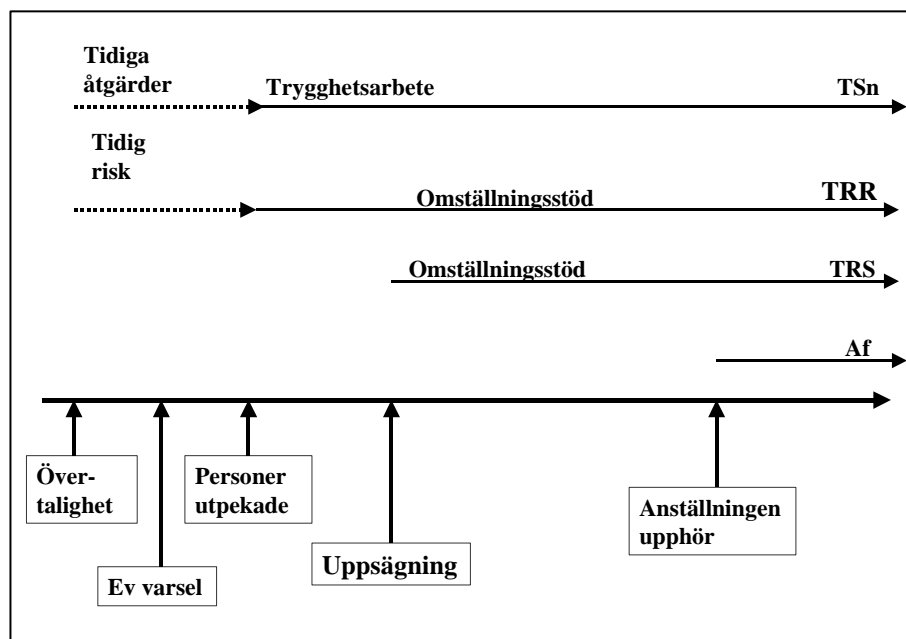 Tidiga
åtgärder
Trygghetsarbete TSn
Tidig
risk
Omställningsstöd TRR
Omställningsstöd TRS
Af
Över-
talighet
Personer
utpekade
Anställningen
upphör
Uppsägning
Ev varsel